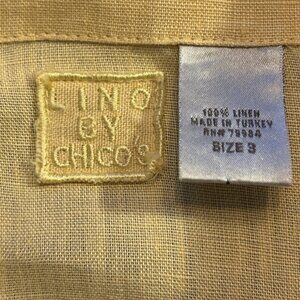 LINO
BY
CHICO'S
100% LINEN
MADE IN TURKEY
RN# 79984
SIZE 3